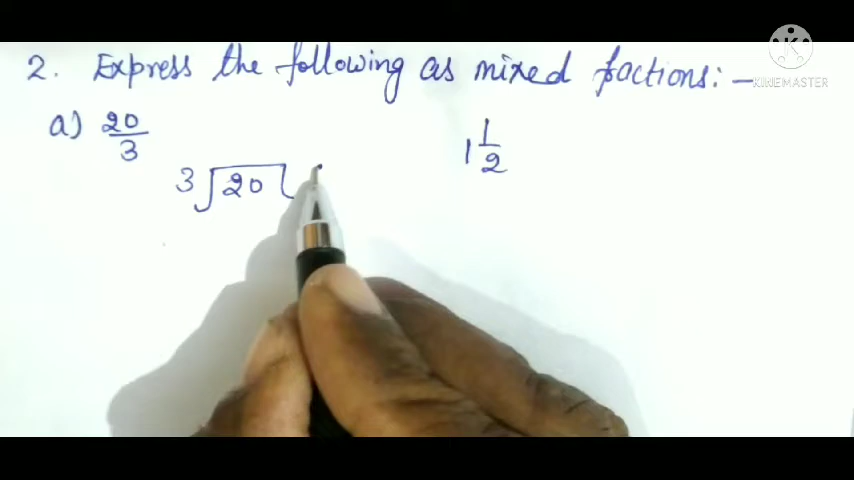 2. Express the following as mixed factions: —
a) 20/3
1 1/2
3 √20
KINEMASTER